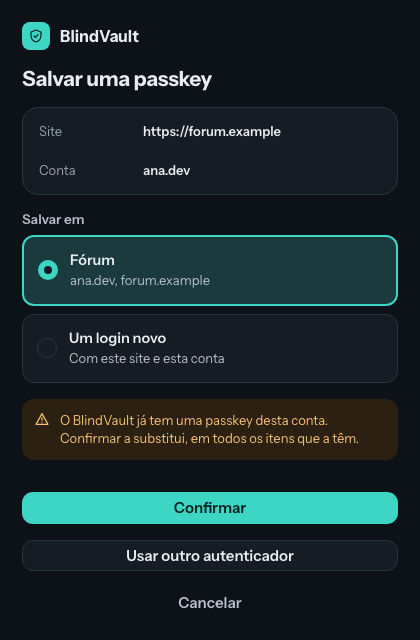 BlindVault
Salvar uma passkey
Site https://forum.example
Conta ana.dev
Salvar em
Fórum
ana.dev, forum.example
Um login novo
Com este site e esta conta
O BlindVault já tem uma passkey desta conta.
Confirmar a substitui, em todos os itens que a têm.
Confirmar
Usar outro autenticador
Cancelar